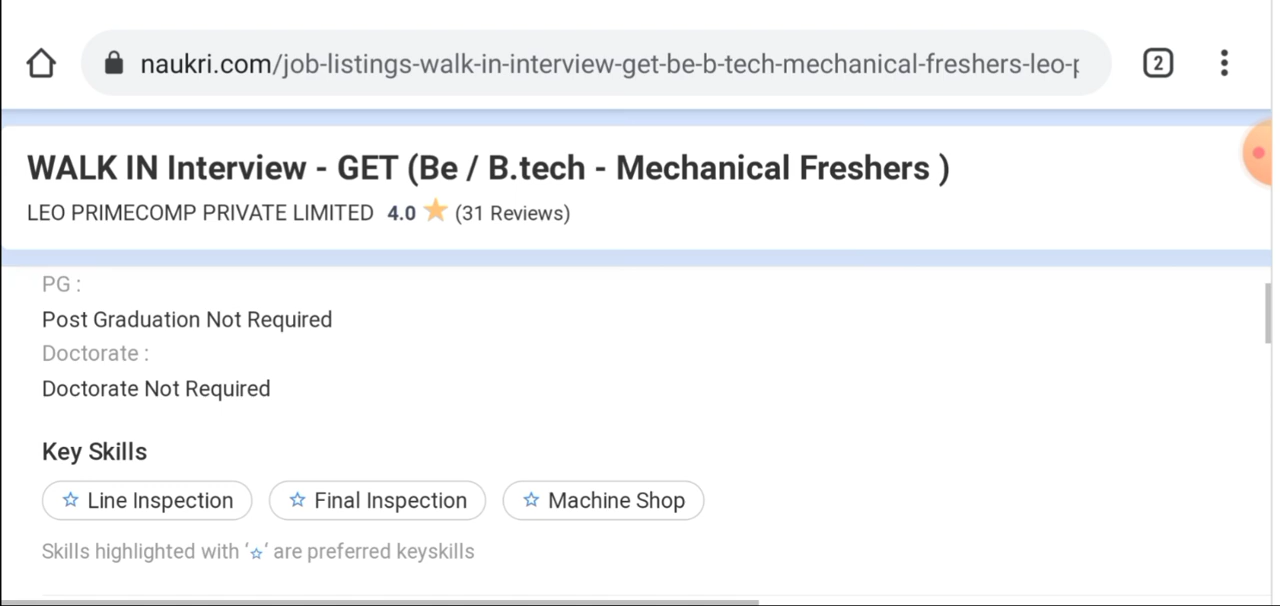 naukri.com/job-listings-walk-in-interview-get-be-b-tech-mechanical-freshers-leo-p
2
WALK IN Interview - GET (Be / B.tech - Mechanical Freshers )
LEO PRIMECOMP PRIVATE LIMITED 4.0 ★ (31 Reviews)
PG :
Post Graduation Not Required
Doctorate :
Doctorate Not Required
Key Skills
☆ Line Inspection ☆ Final Inspection ☆ Machine Shop
Skills highlighted with ‘☆‘ are preferred keyskills